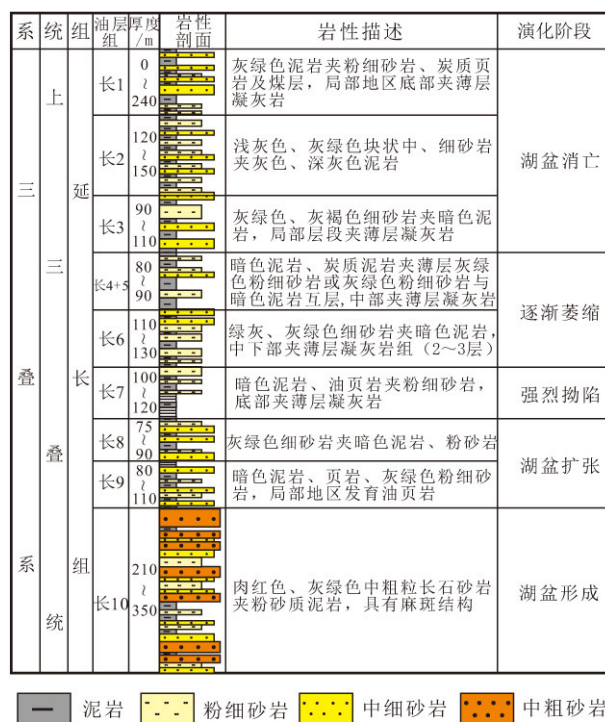 系 统 组 油层组 厚度/m 岩性剖面 岩性描述 演化阶段
三叠系
上三叠统
延长组
长1
0~240
灰绿色泥岩夹粉细砂岩、炭质页
岩及煤层，局部地区底部夹薄层
凝灰岩
长2
120~150
浅灰色、灰绿色块状中、细砂岩
夹灰色、深灰色泥岩
长3
90~110
灰绿色、灰褐色细砂岩夹暗色泥
岩，局部层段夹薄层凝灰岩
湖盆消亡
长4+5
80~90
暗色泥岩、炭质泥岩夹薄层灰绿
色粉细砂岩或灰绿色粉细砂岩与
暗色泥岩互层,中部夹薄层凝灰岩
长6
110~130
绿灰、灰绿色细砂岩夹暗色泥岩，
中下部夹薄层凝灰岩组（2～3层）
逐渐萎缩
长7
100~120
暗色泥岩、油页岩夹粉细砂岩，
底部夹薄层凝灰岩
强烈拗陷
长8
75~90
灰绿色细砂岩夹暗色泥岩、粉砂岩
长9
80~110
暗色泥岩、页岩、灰绿色粉细砂
岩，局部地区发育油页岩
湖盆扩张
长10
210~350
肉红色、灰绿色中粗粒长石砂岩
夹粉砂质泥岩，具有麻斑结构
湖盆形成
泥岩 粉细砂岩 中细砂岩 中粗砂岩